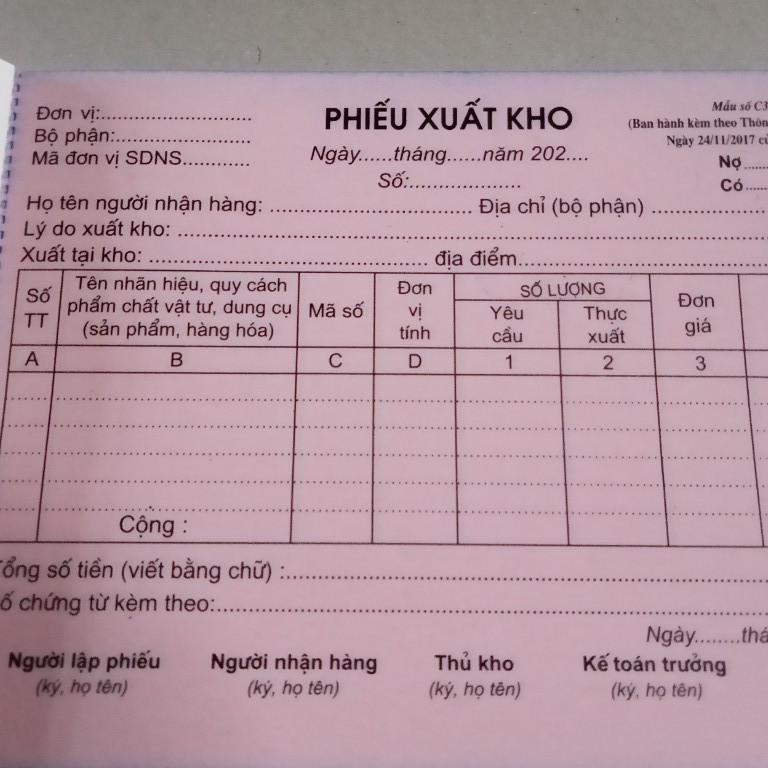 Đơn vị:..........................
Bộ phận:........................
Mã đơn vị SDNS............
PHIẾU XUẤT KHO
Ngày......tháng......năm 202....
Số:....................
Mẫu số C3
(Ban hành kèm theo Thôn
Ngày 24/11/2017 củ
Nợ......
Có......
Họ tên người nhận hàng: .................................... Địa chỉ (bộ phận) ....................
Lý do xuất kho: ....................................................................................
Xuất tại kho: ................................................ địa điểm............................
Số TT
Tên nhãn hiệu, quy cách phẩm chất vật tư, dung cụ (sản phẩm, hàng hóa)
Mã số
Đơn vị tính
SỐ LƯỢNG
Yêu cầu
Thực xuất
Đơn giá
A B C D 1 2 3
Cộng :
ổng số tiền (viết bằng chữ) :..............................................................
ố chứng từ kèm theo:..........................................................................
Ngày........thá
Người lập phiếu Người nhận hàng Thủ kho Kế toán trưởng
(ký, họ tên) (ký, họ tên) (ký, họ tên) (ký, họ tên)